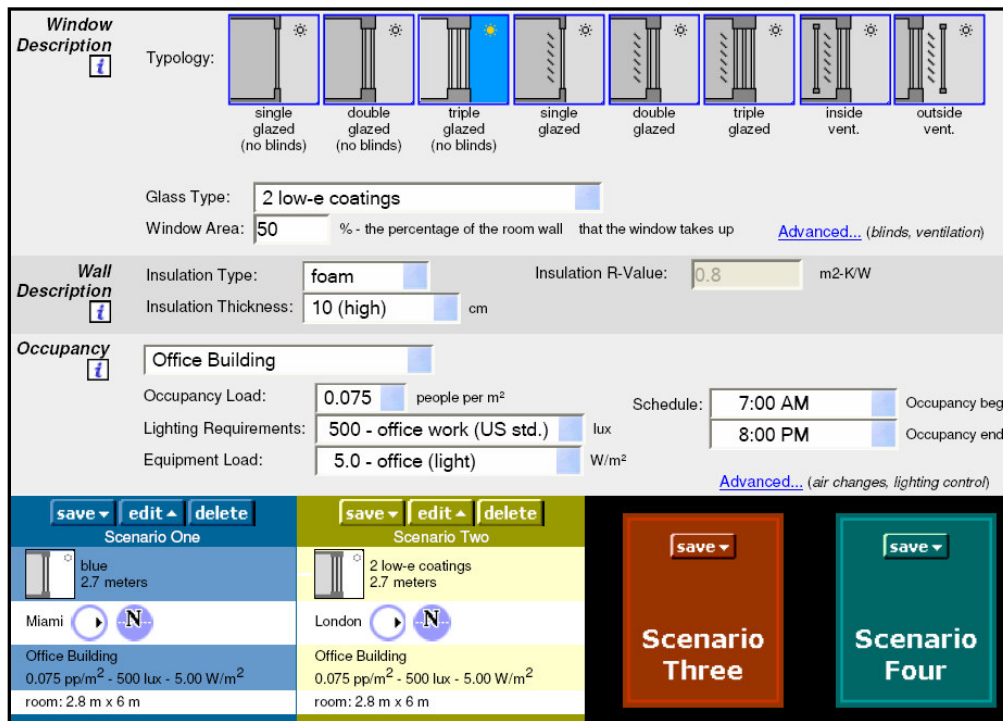 Window
Description
i
Typology:
single
glazed
(no blinds)
double
glazed
(no blinds)
triple
glazed
(no blinds)
single
glazed
double
glazed
triple
glazed
inside
vent.
outside
vent.
Glass Type: 2 low-e coatings
Window Area: 50 % - the percentage of the room wall that the window takes up Advanced... (blinds, ventilation)
Wall
Description
i
Insulation Type: foam Insulation R-Value: 0.8 m2-K/W
Insulation Thickness: 10 (high) cm
Occupancy
i
Office Building
Occupancy Load: 0.075 people per m² Schedule: 7:00 AM Occupancy beg
Lighting Requirements: 500 - office work (US std.) lux 8:00 PM Occupancy end
Equipment Load: 5.0 - office (light) W/m²
Advanced... (air changes, lighting control)
save edit delete
Scenario One
blue
2.7 meters
Miami N
Office Building
0.075 pp/m² - 500 lux - 5.00 W/m²
room: 2.8 m x 6 m
save edit delete
Scenario Two
2 low-e coatings
2.7 meters
London N
Office Building
0.075 pp/m² - 500 lux - 5.00 W/m²
room: 2.8 m x 6 m
save
Scenario
Three
save
Scenario
Four